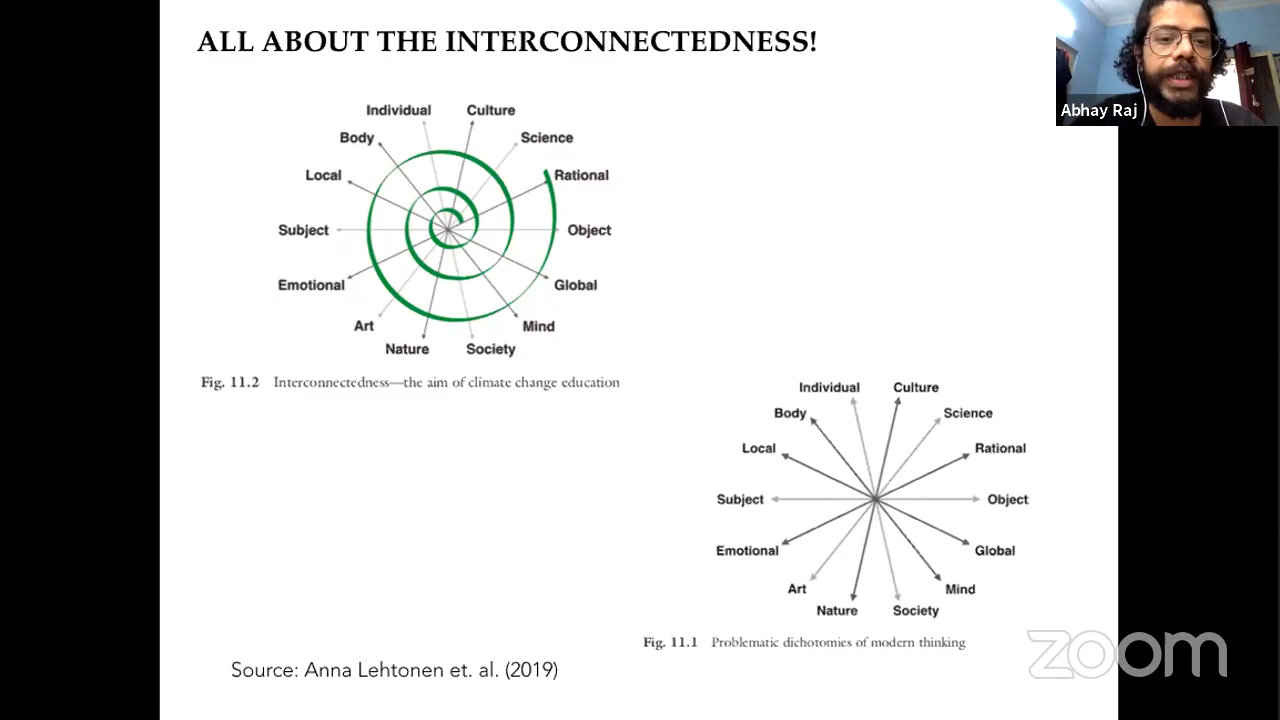 ALL ABOUT THE INTERCONNECTEDNESS!
Abhay Raj
Individual
Culture
Body
Science
Local
Rational
Subject
Object
Emotional
Global
Art
Mind
Nature
Society
Fig. 11.2 Interconnectedness—the aim of climate change education
Individual
Culture
Body
Science
Local
Rational
Subject
Object
Emotional
Global
Art
Mind
Nature
Society
Fig. 11.1 Problematic dichotomies of modern thinking
Source: Anna Lehtonen et. al. (2019)
zoom